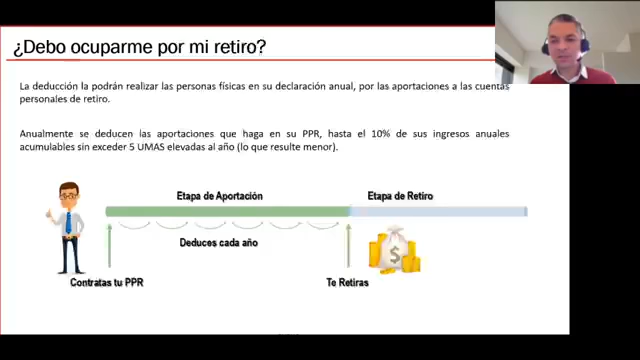 ¿Debo ocuparme por mi retiro?
La deducción la podrán realizar las personas físicas en su declaración anual, por las aportaciones a las cuentas
personales de retiro.
Anualmente se deducen las aportaciones que haga en su PPR, hasta el 10% de sus ingresos anuales
acumulables sin exceder 5 UMAS elevadas al año (lo que resulte menor).
Etapa de Aportación
Etapa de Retiro
Deduces cada año
$
Contratas tu PPR
Te Retiras